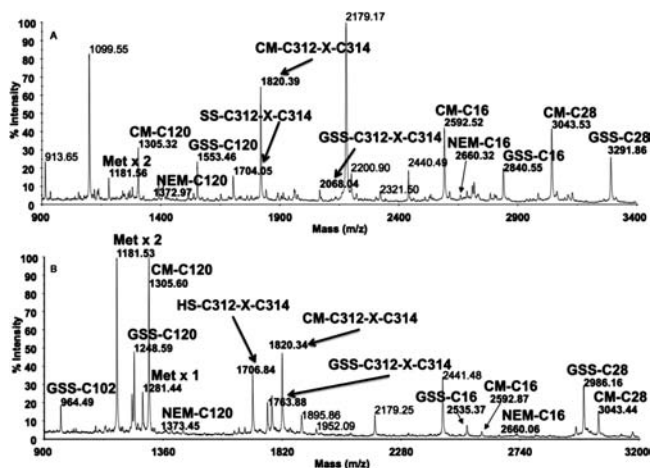 A
100
90
80
70
60
50
40
30
20
10
0
% Intensity
913.65
1099.55
Met x 2
1181.56
CM-C120
1305.32
NEM-C120
1372.97
GSS-C120
1553.46
SS-C312-X-C314
1704.05
CM-C312-X-C314
1820.39
GSS-C312-X-C314
2068.04
2179.17
2200.90
2321.50
2440.49
CM-C16
2592.52
NEM-C16
2660.32
GSS-C16
2840.55
CM-C28
3043.53
GSS-C28
3291.86
900 1400 1900 2400 2900 3400
Mass (m/z)
B
100
90
80
70
60
50
40
30
20
10
0
% Intensity
GSS-C102
964.49
Met x 2
1181.53
GSS-C120
1248.59
Met x 1
1281.44
CM-C120
1305.60
NEM-C120
1373.45
HS-C312-X-C314
1706.84
GSS-C312-X-C314
1763.88
CM-C312-X-C314
1820.34
1895.86
1952.09
2179.25
2441.48
GSS-C16
2535.37
CM-C16
2592.87
NEM-C16
2660.06
GSS-C28
2986.16
CM-C28
3043.44
900 1360 1820 2280 2740 3200
Mass (m/z)